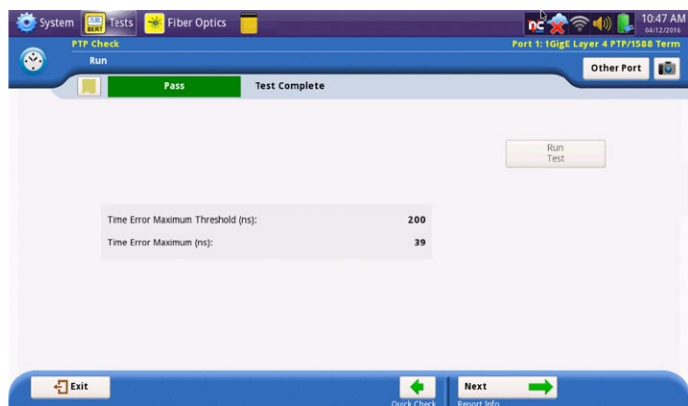 System Tests Fiber Optics 10:47 AM
BERT nc 04/12/2016
PTP Check Port 1: 1GigE Layer 4 PTP/1588 Term
Run
Other Port
Pass Test Complete
Run
Test
Time Error Maximum Threshold (ns): 200
Time Error Maximum (ns): 39
Exit Next
Quick Check Report Info